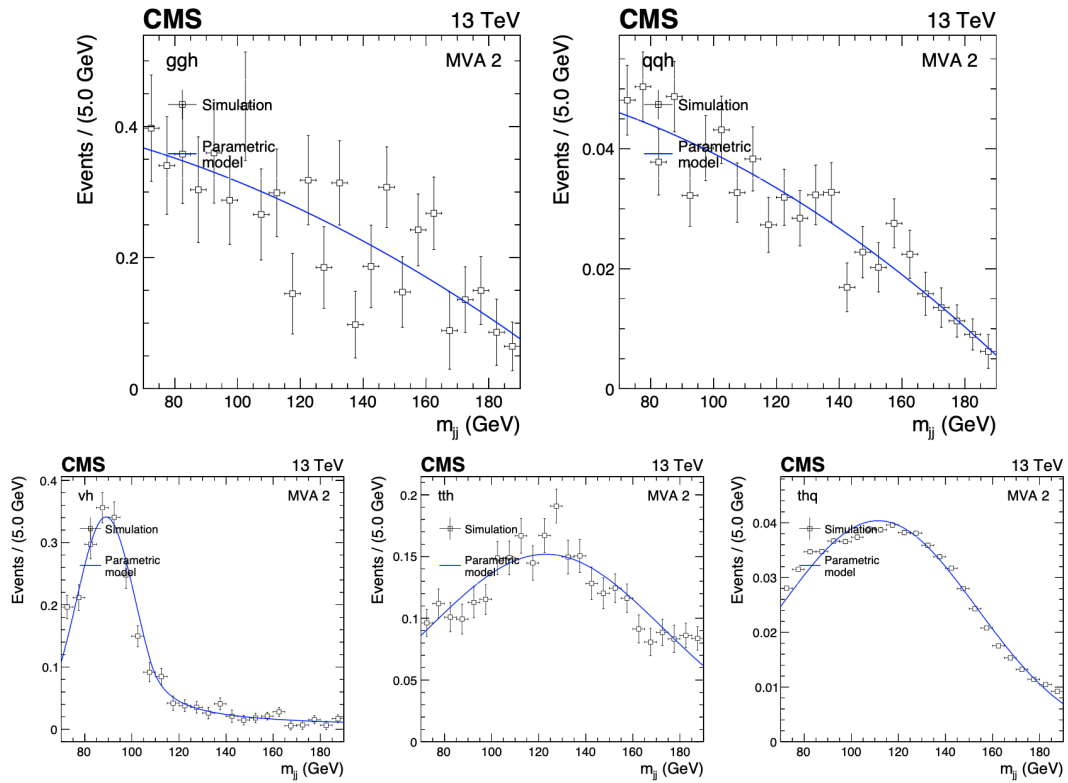 CMS 13 TeV
ggh MVA 2
Simulation
Parametric
model
Events / (5.0 GeV)
0.4
0.2
0
80 100 120 140 160 180
m_jj (GeV)
CMS 13 TeV
qqh MVA 2
Simulation
Parametric
model
Events / (5.0 GeV)
0.04
0.02
0
80 100 120 140 160 180
m_jj (GeV)
CMS 13 TeV
vh MVA 2
Simulation
Parametric
model
Events / (5.0 GeV)
0.4
0.3
0.2
0.1
0
80 100 120 140 160 180
m_jj (GeV)
CMS 13 TeV
tth MVA 2
Simulation
Parametric
model
Events / (5.0 GeV)
0.2
0.15
0.1
0.05
0
80 100 120 140 160 180
m_jj (GeV)
CMS 13 TeV
thq MVA 2
Simulation
Parametric
model
Events / (5.0 GeV)
0.04
0.03
0.02
0.01
0
80 100 120 140 160 180
m_jj (GeV)